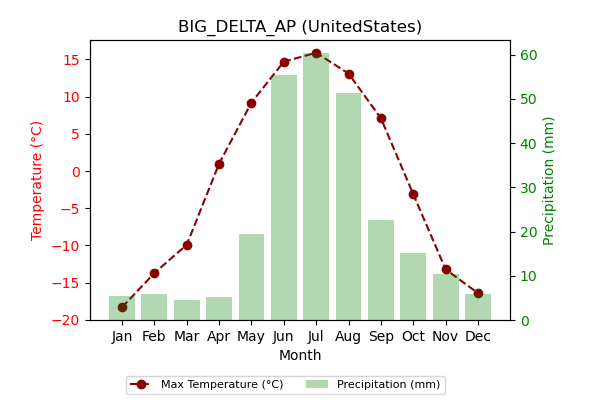 BIG_DELTA_AP (UnitedStates)
15
10
5
0
−5
−10
−15
−20
Temperature (°C)
60
50
40
30
20
10
0
Precipitation (mm)
Jan Feb Mar Apr May Jun Jul Aug Sep Oct Nov Dec
Month
Max Temperature (°C) Precipitation (mm)